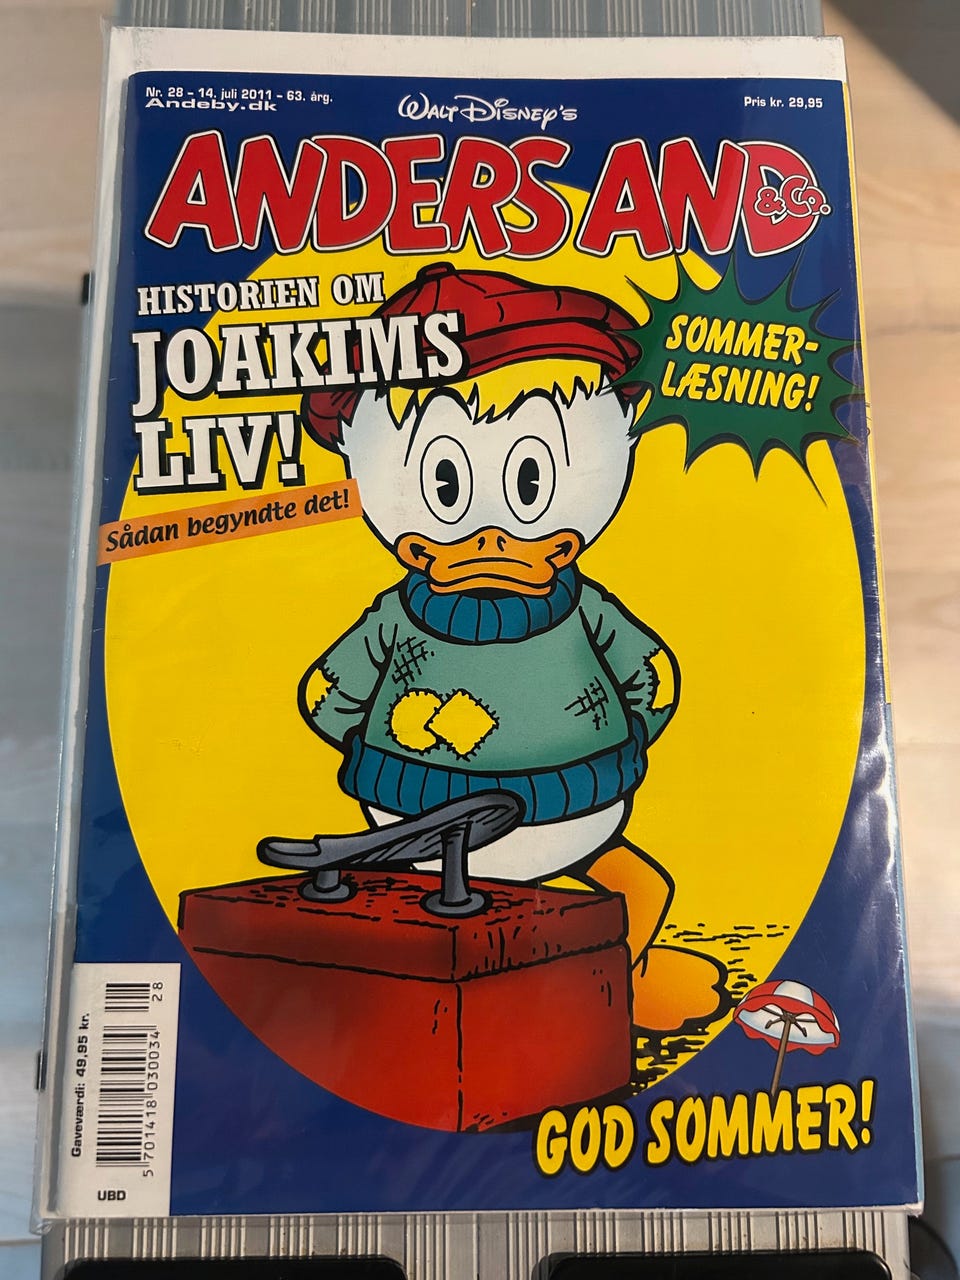 Nr. 28 - 14. juli 2011 - 63. årg.
Andeby.dk
WALT DISNEY'S
Pris kr. 29,95
ANDERS AND
& Co.
HISTORIEN OM
JOAKIMS
LIV!
Sådan begyndte det!
SOMMER-
LÆSNING!
Gaveværdi: 49,95 kr.
28
5 701418 030034
UBD
GOD SOMMER!